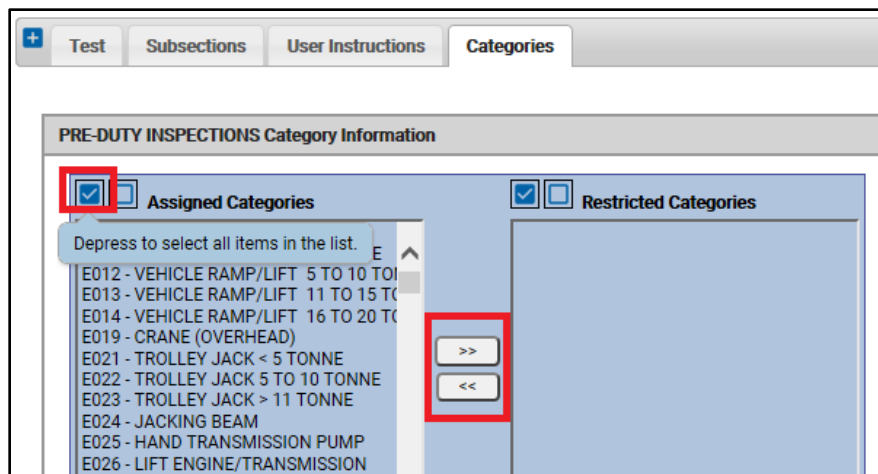 Test Subsections User Instructions Categories
PRE-DUTY INSPECTIONS Category Information
Assigned Categories
Restricted Categories
Depress to select all items in the list.
E
E012 - VEHICLE RAMP/LIFT 5 TO 10 TO
E013 - VEHICLE RAMP/LIFT 11 TO 15 T
E014 - VEHICLE RAMP/LIFT 16 TO 20 T
E019 - CRANE (OVERHEAD)
E021 - TROLLEY JACK < 5 TONNE
E022 - TROLLEY JACK 5 TO 10 TONNE
E023 - TROLLEY JACK > 11 TONNE
E024 - JACKING BEAM
E025 - HAND TRANSMISSION PUMP
E026 - LIFT ENGINE/TRANSMISSION
>>
<<